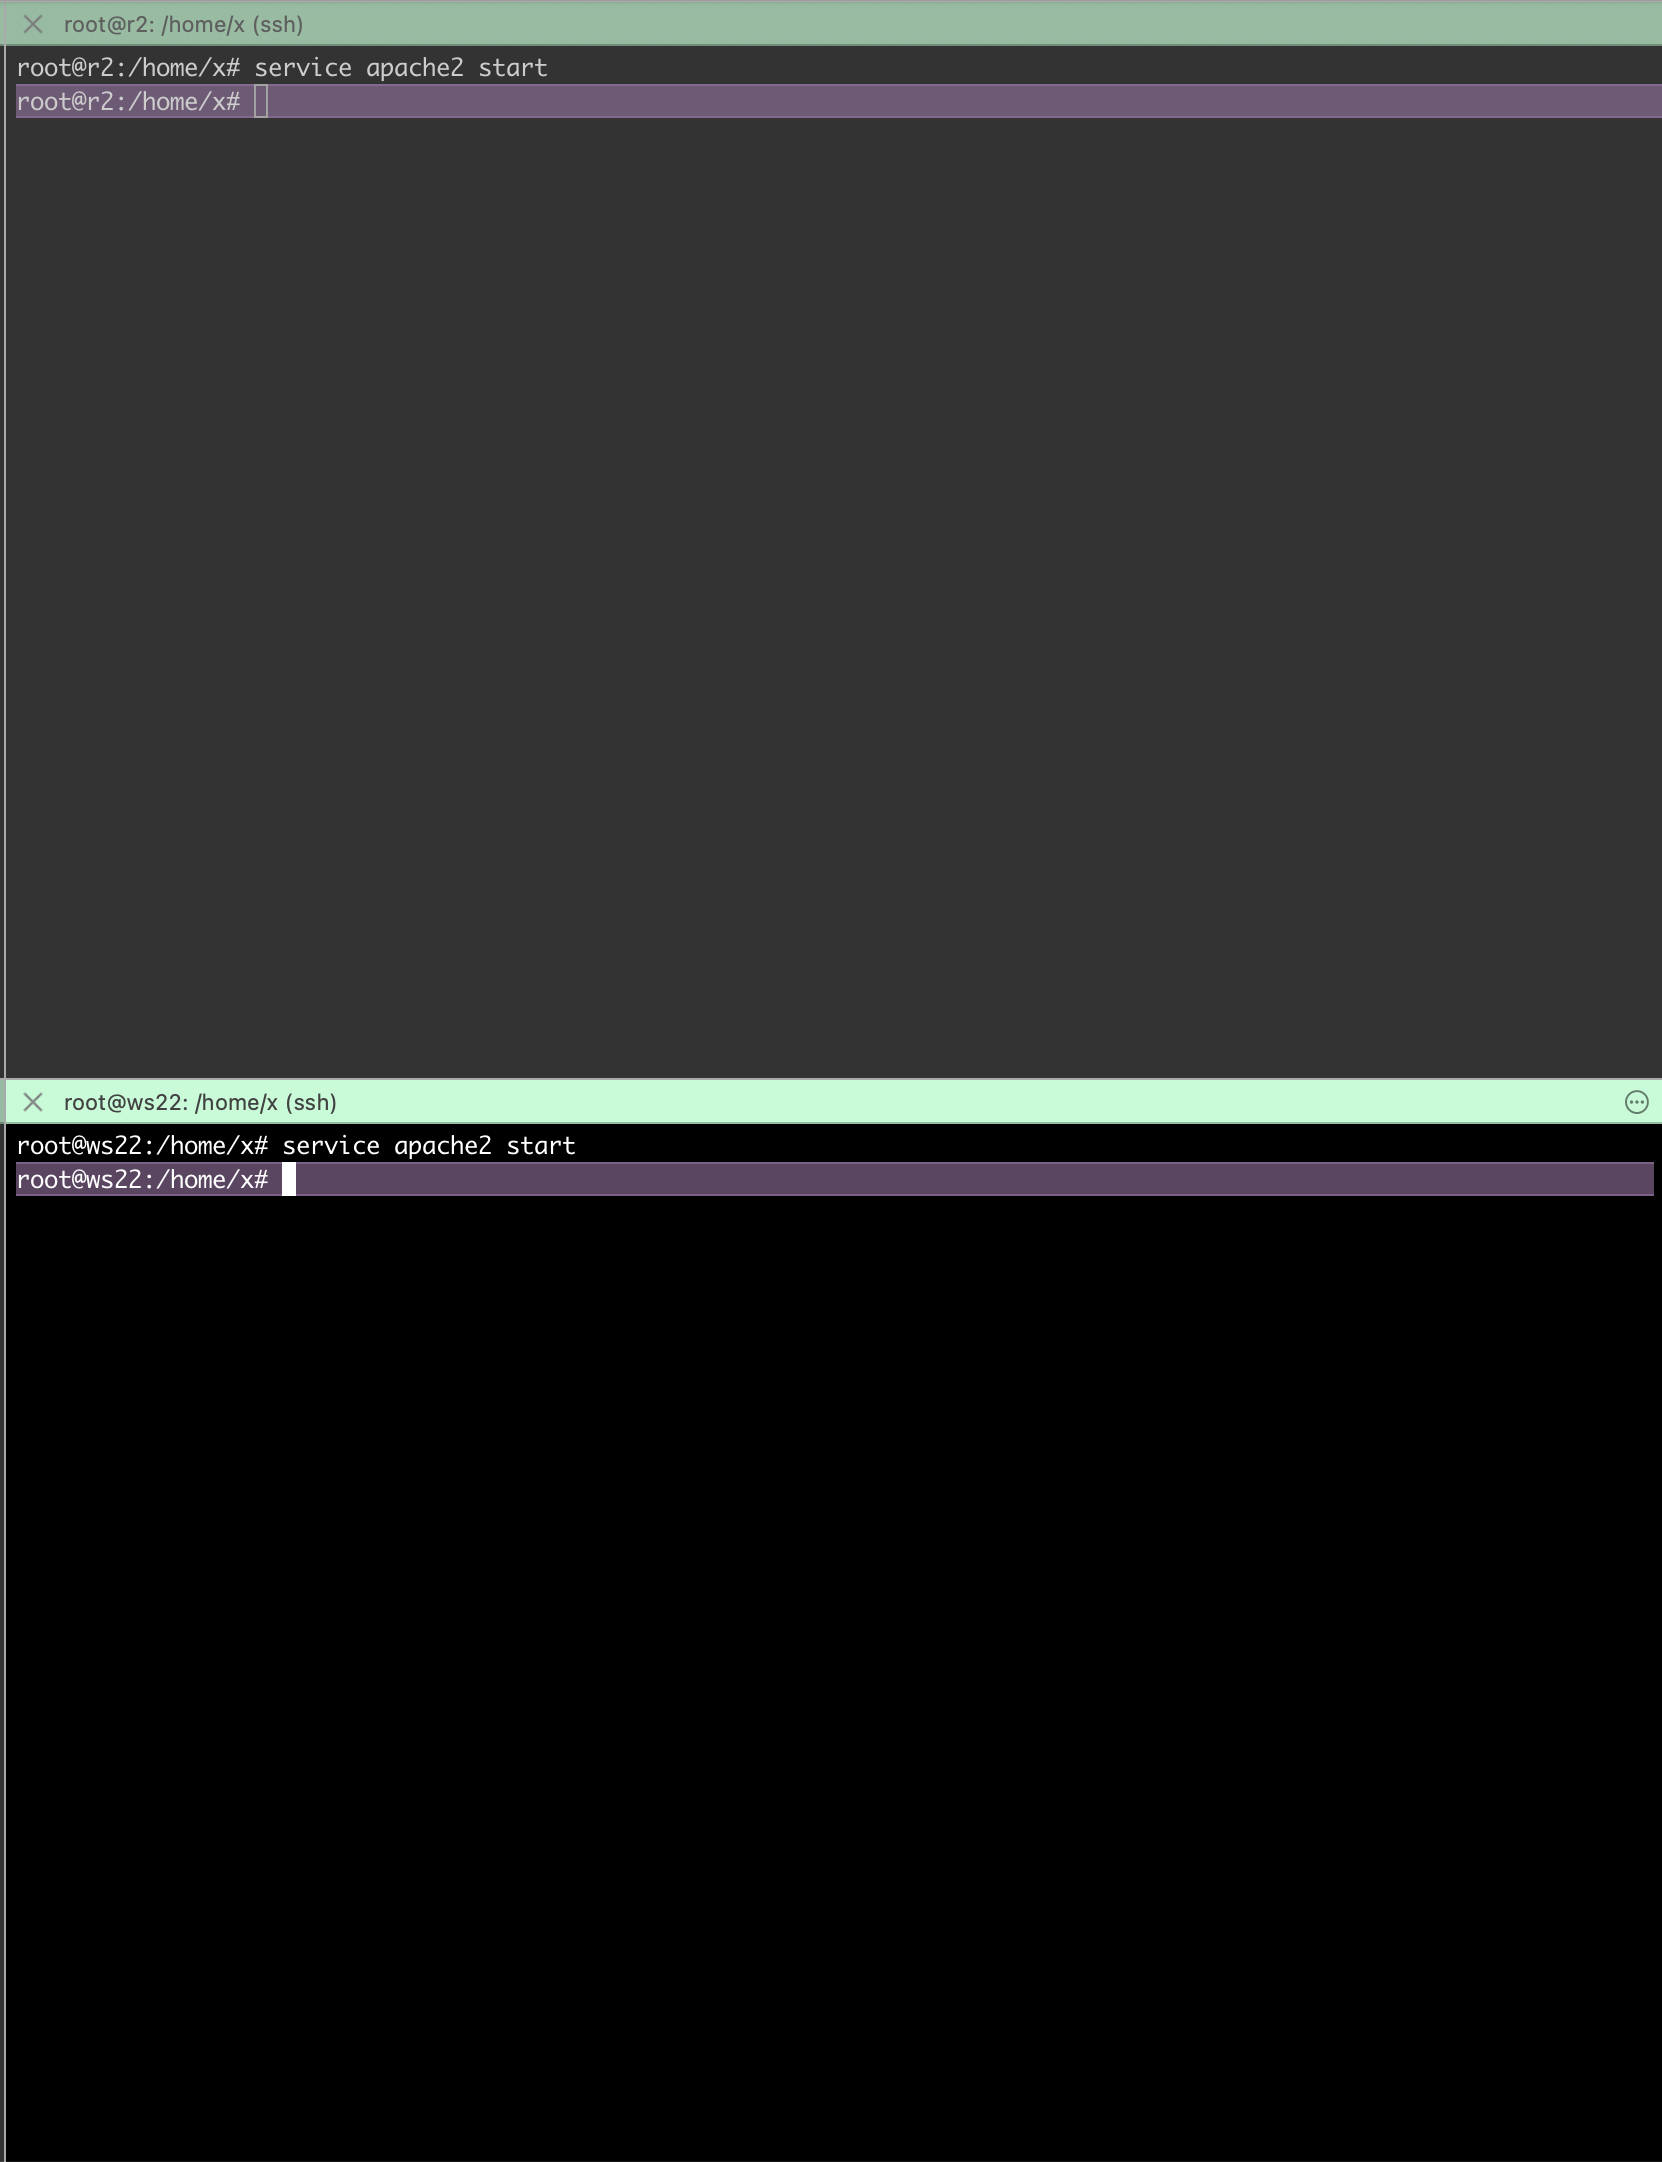 root@r2: /home/x (ssh)
root@r2:/home/x# service apache2 start
root@r2:/home/x#
root@ws22: /home/x (ssh)
root@ws22:/home/x# service apache2 start
root@ws22:/home/x#